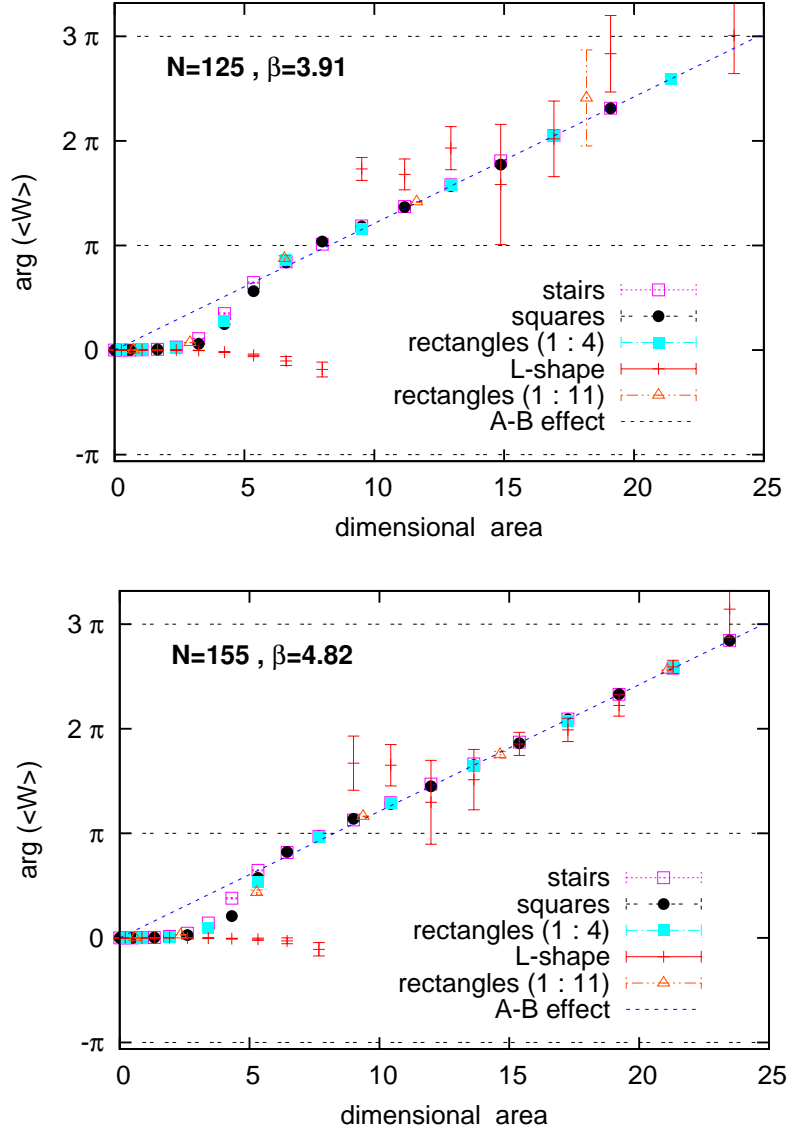 3 π
N=125 , β=3.91
2 π
arg (<W>)
π
stairs
squares
rectangles (1 : 4)
0
L-shape
rectangles (1 : 11)
A-B effect
-π
0 5 10 15 20 25
dimensional area
3 π
N=155 , β=4.82
2 π
arg (<W>)
π
stairs
squares
rectangles (1 : 4)
0
L-shape
rectangles (1 : 11)
A-B effect
-π
0 5 10 15 20 25
dimensional area